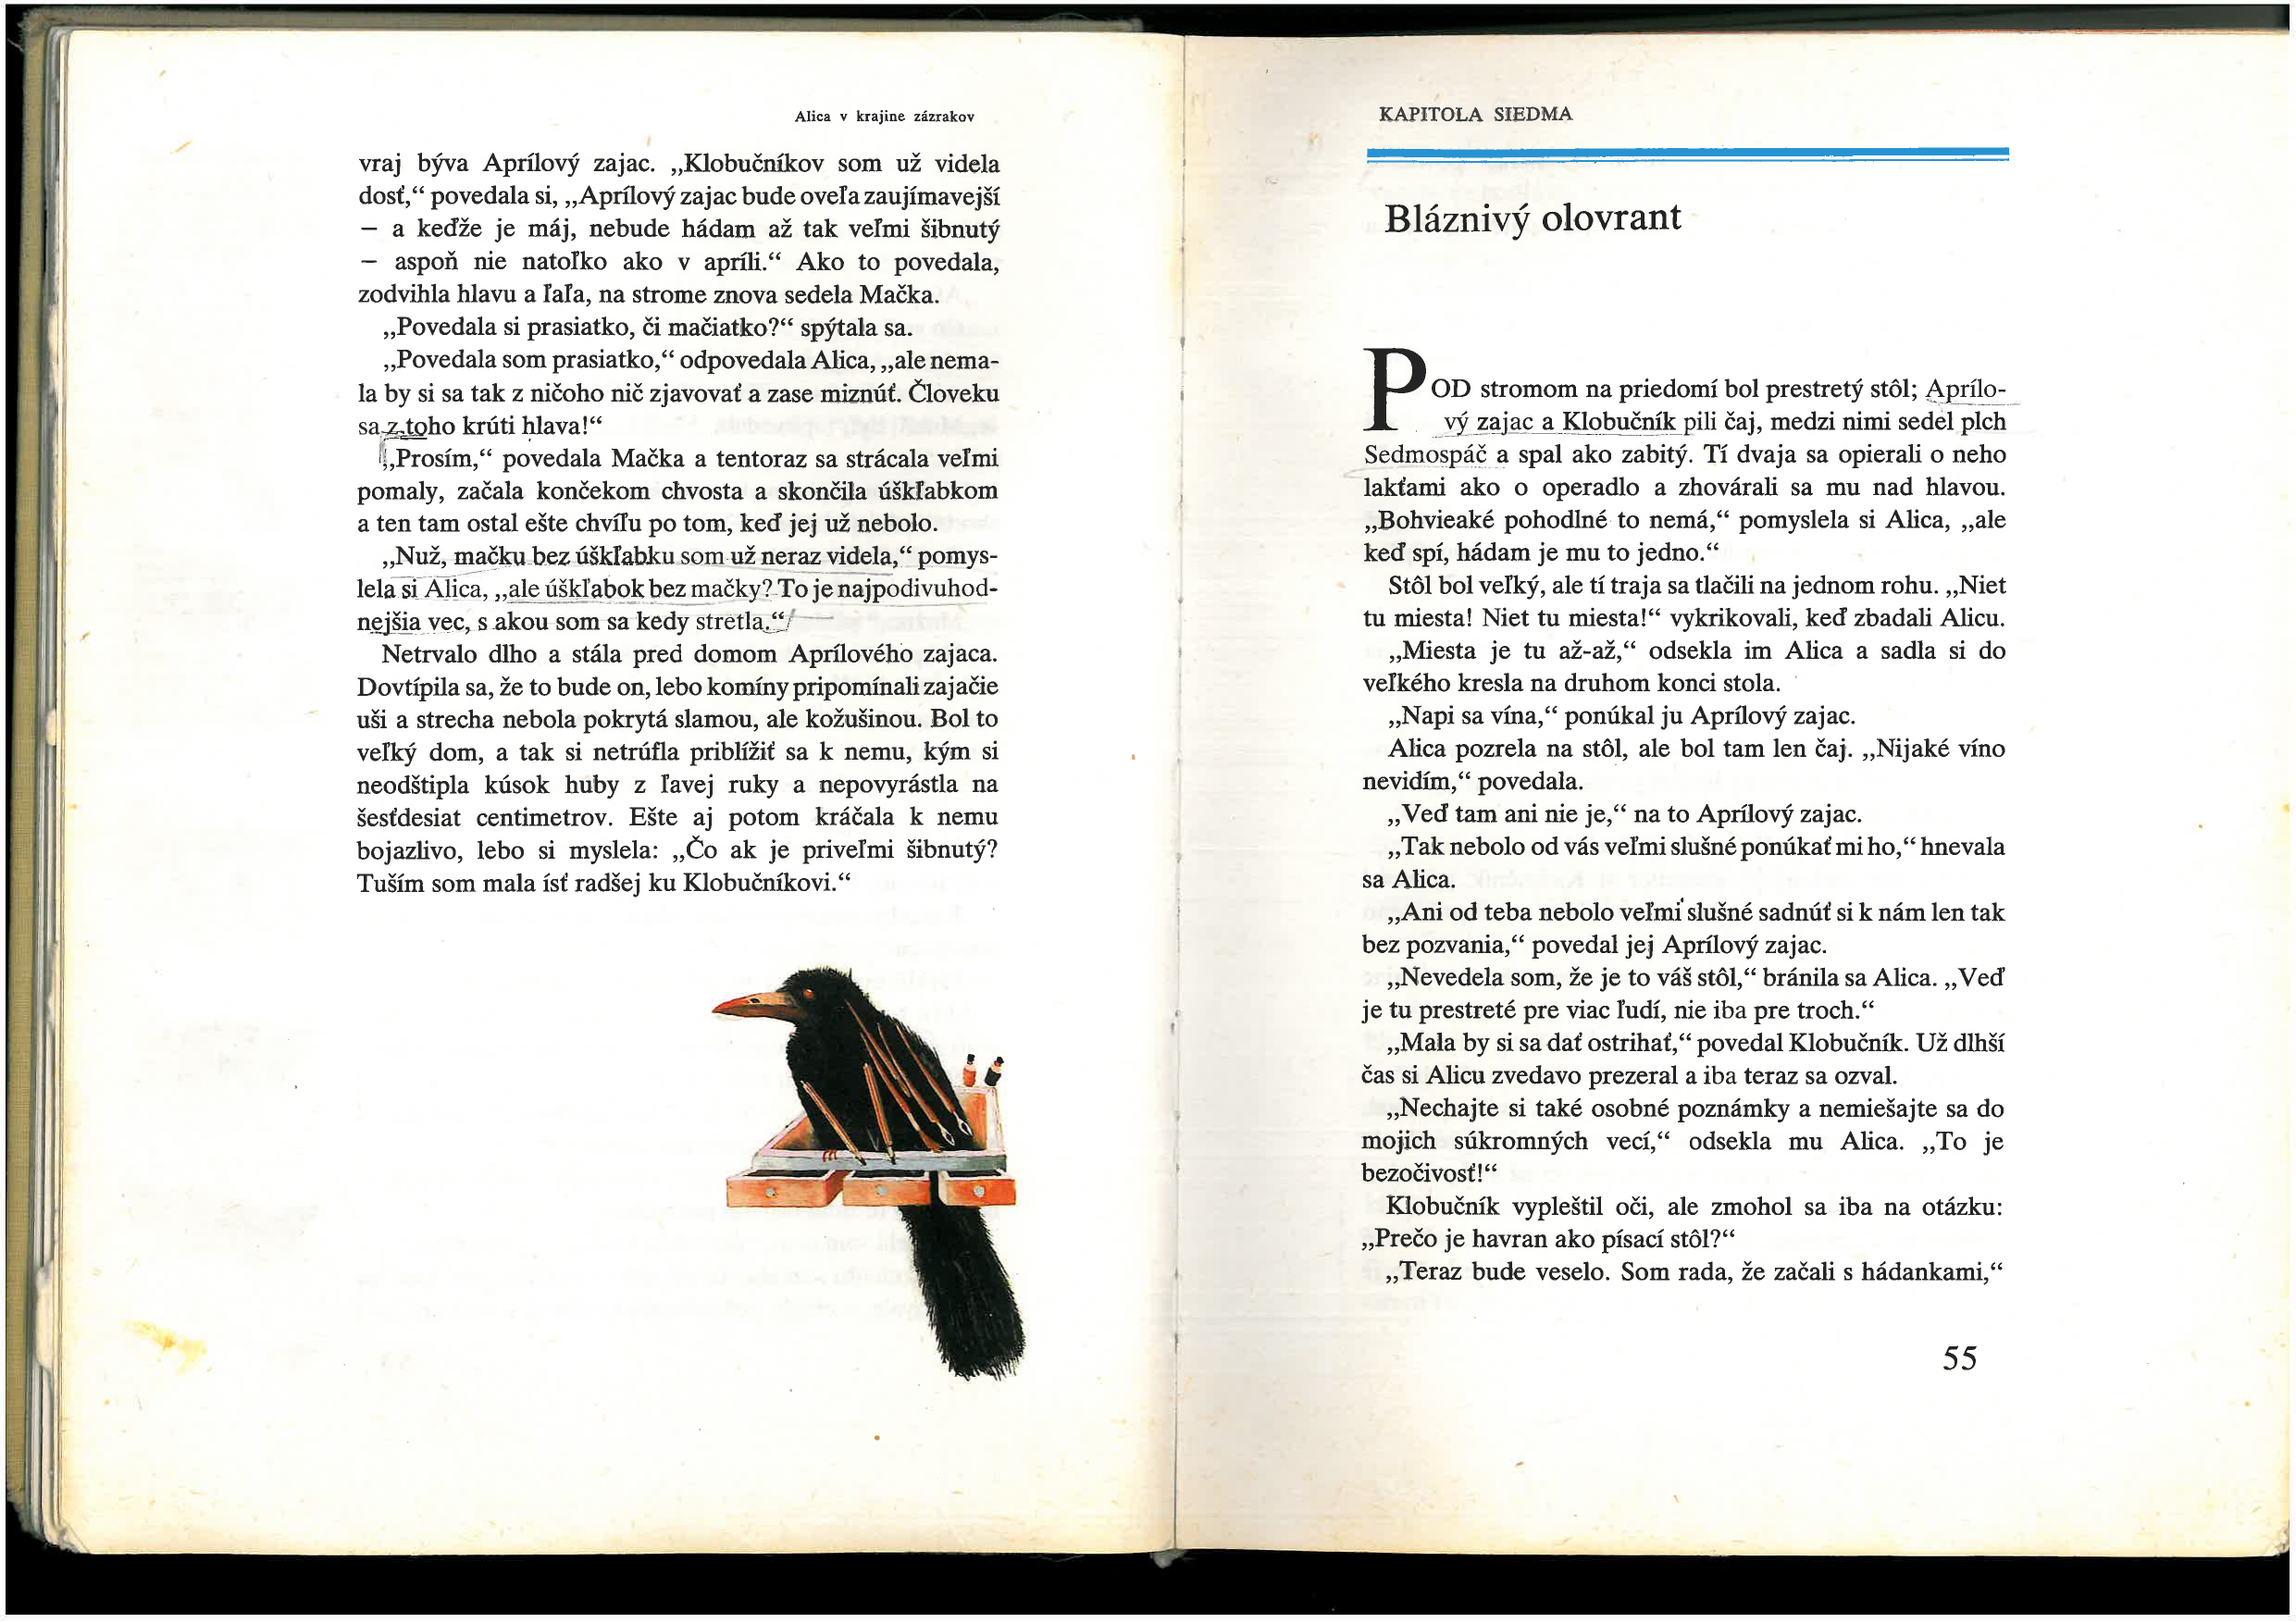 Alica v krajine zázrakov
vraj býva Aprílový zajac. „Klobučníkov som už videla
dosť,“ povedala si, „Aprílový zajac bude oveľa zaujímavejší
— a keďže je máj, nebude hádam až tak veľmi šibnutý
— aspoň nie natoľko ako v apríli.“ Ako to povedala,
zodvihla hlavu a ľaľa, na strome znova sedela Mačka.
„Povedala si prasiatko, či mačiatko?“ spýtala sa.
„Povedala som prasiatko,“ odpovedala Alica, „ale nema-
la by si sa tak z ničoho nič zjavovať a zase miznúť. Človeku
sa z toho krúti hlava!“
„Prosím,“ povedala Mačka a tentoraz sa strácala veľmi
pomaly, začala končekom chvosta a skončila úškľabkom
a ten tam ostal ešte chvíľu po tom, keď jej už nebolo.
„Nuž, mačku bez úškľabku som už neraz videla,“ pomys-
lela si Alica, „ale úškľabok bez mačky? To je najpodivuhod-
nejšia vec, s akou som sa kedy stretla.“
Netrvalo dlho a stála pred domom Aprílového zajaca.
Dovtípila sa, že to bude on, lebo komíny pripomínali zajačie
uši a strecha nebola pokrytá slamou, ale kožušinou. Bol to
veľký dom, a tak si netrúfla priblížiť sa k nemu, kým si
neodštipla kúsok huby z ľavej ruky a nepovyrástla na
šesťdesiat centimetrov. Ešte aj potom kráčala k nemu
bojazlivo, lebo si myslela: „Čo ak je priveľmi šibnutý?
Tuším som mala ísť radšej ku Klobučníkovi.“
KAPITOLA SIEDMA
Bláznivý olovrant
POD stromom na priedomí bol prestretý stôl; Aprílo-
vý zajac a Klobučník pili čaj, medzi nimi sedel plch
Sedmospáč a spal ako zabitý. Tí dvaja sa opierali o neho
lakťami ako o operadlo a zhovárali sa mu nad hlavou.
„Bohvieaké pohodlné to nemá,“ pomyslela si Alica, „ale
keď spí, hádam je mu to jedno.“
Stôl bol veľký, ale tí traja sa tlačili na jednom rohu. „Niet
tu miesta! Niet tu miesta!“ vykrikovali, keď zbadali Alicu.
„Miesta je tu až-až,“ odsekla im Alica a sadla si do
veľkého kresla na druhom konci stola.
„Napi sa vína,“ ponúkal ju Aprílový zajac.
Alica pozrela na stôl, ale bol tam len čaj. „Nijaké víno
nevidím,“ povedala.
„Veď tam ani nie je,“ na to Aprílový zajac.
„Tak nebolo od vás veľmi slušné ponúkať mi ho,“ hnevala
sa Alica.
„Ani od teba nebolo veľmi slušné sadnúť si k nám len tak
bez pozvania,“ povedal jej Aprílový zajac.
„Nevedela som, že je to váš stôl,“ bránila sa Alica. „Veď
je tu prestreté pre viac ľudí, nie iba pre troch.“
„Mala by si sa dať ostrihať,“ povedal Klobučník. Už dlhší
čas si Alicu zvedavo prezeral a iba teraz sa ozval.
„Nechajte si také osobné poznámky a nemiešajte sa do
mojich súkromných vecí,“ odsekla mu Alica. „To je
bezočivosť!“
Klobučník vypleštil oči, ale zmohol sa iba na otázku:
„Prečo je havran ako písací stôl?“
„Teraz bude veselo. Som rada, že začali s hádankami,“
55